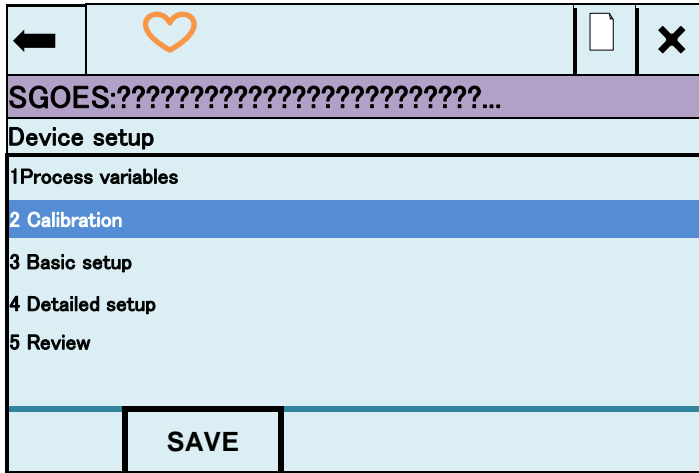 SGOES:?????????????????????????...
Device setup
1Process variables
2 Calibration
3 Basic setup
4 Detailed setup
5 Review
SAVE